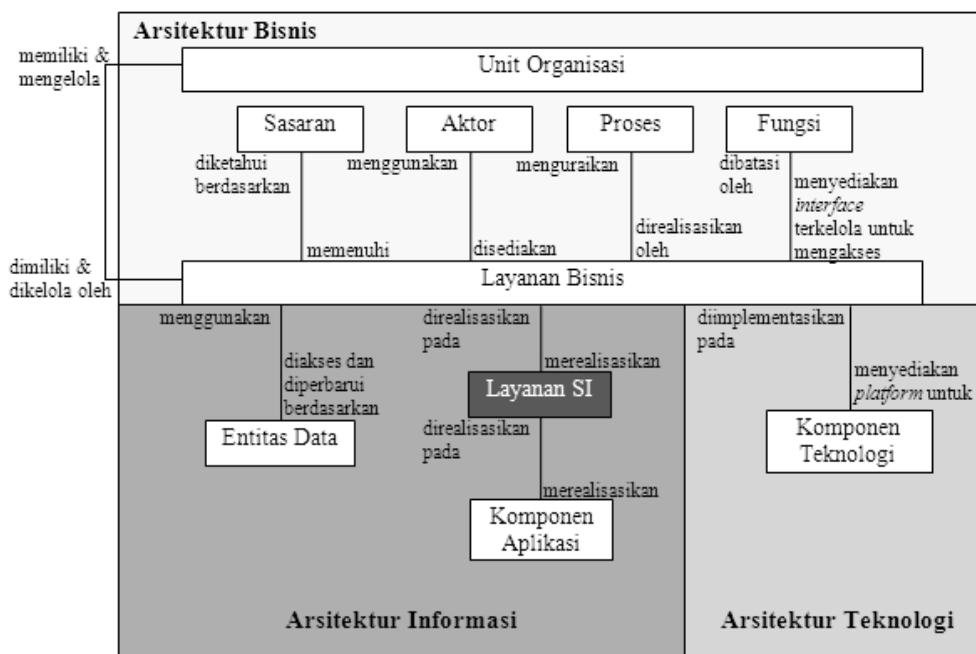 Arsitektur Bisnis
memiliki &
mengelola
Unit Organisasi
Sasaran
Aktor
Proses
Fungsi
diketahui
berdasarkan
menggunakan
menguraikan
dibatasi
oleh
menyediakan
interface
terkelola untuk
mengakses
memenuhi
disediakan
direalisasikan
oleh
dimiliki &
dikelola oleh
Layanan Bisnis
menggunakan
direalisasikan
pada
diimplementasikan
pada
diakses dan
diperbarui
berdasarkan
merealisasikan
menyediakan
platform untuk
Layanan SI
Entitas Data
direalisasikan
pada
Komponen
Teknologi
merealisasikan
Komponen
Aplikasi
Arsitektur Informasi
Arsitektur Teknologi